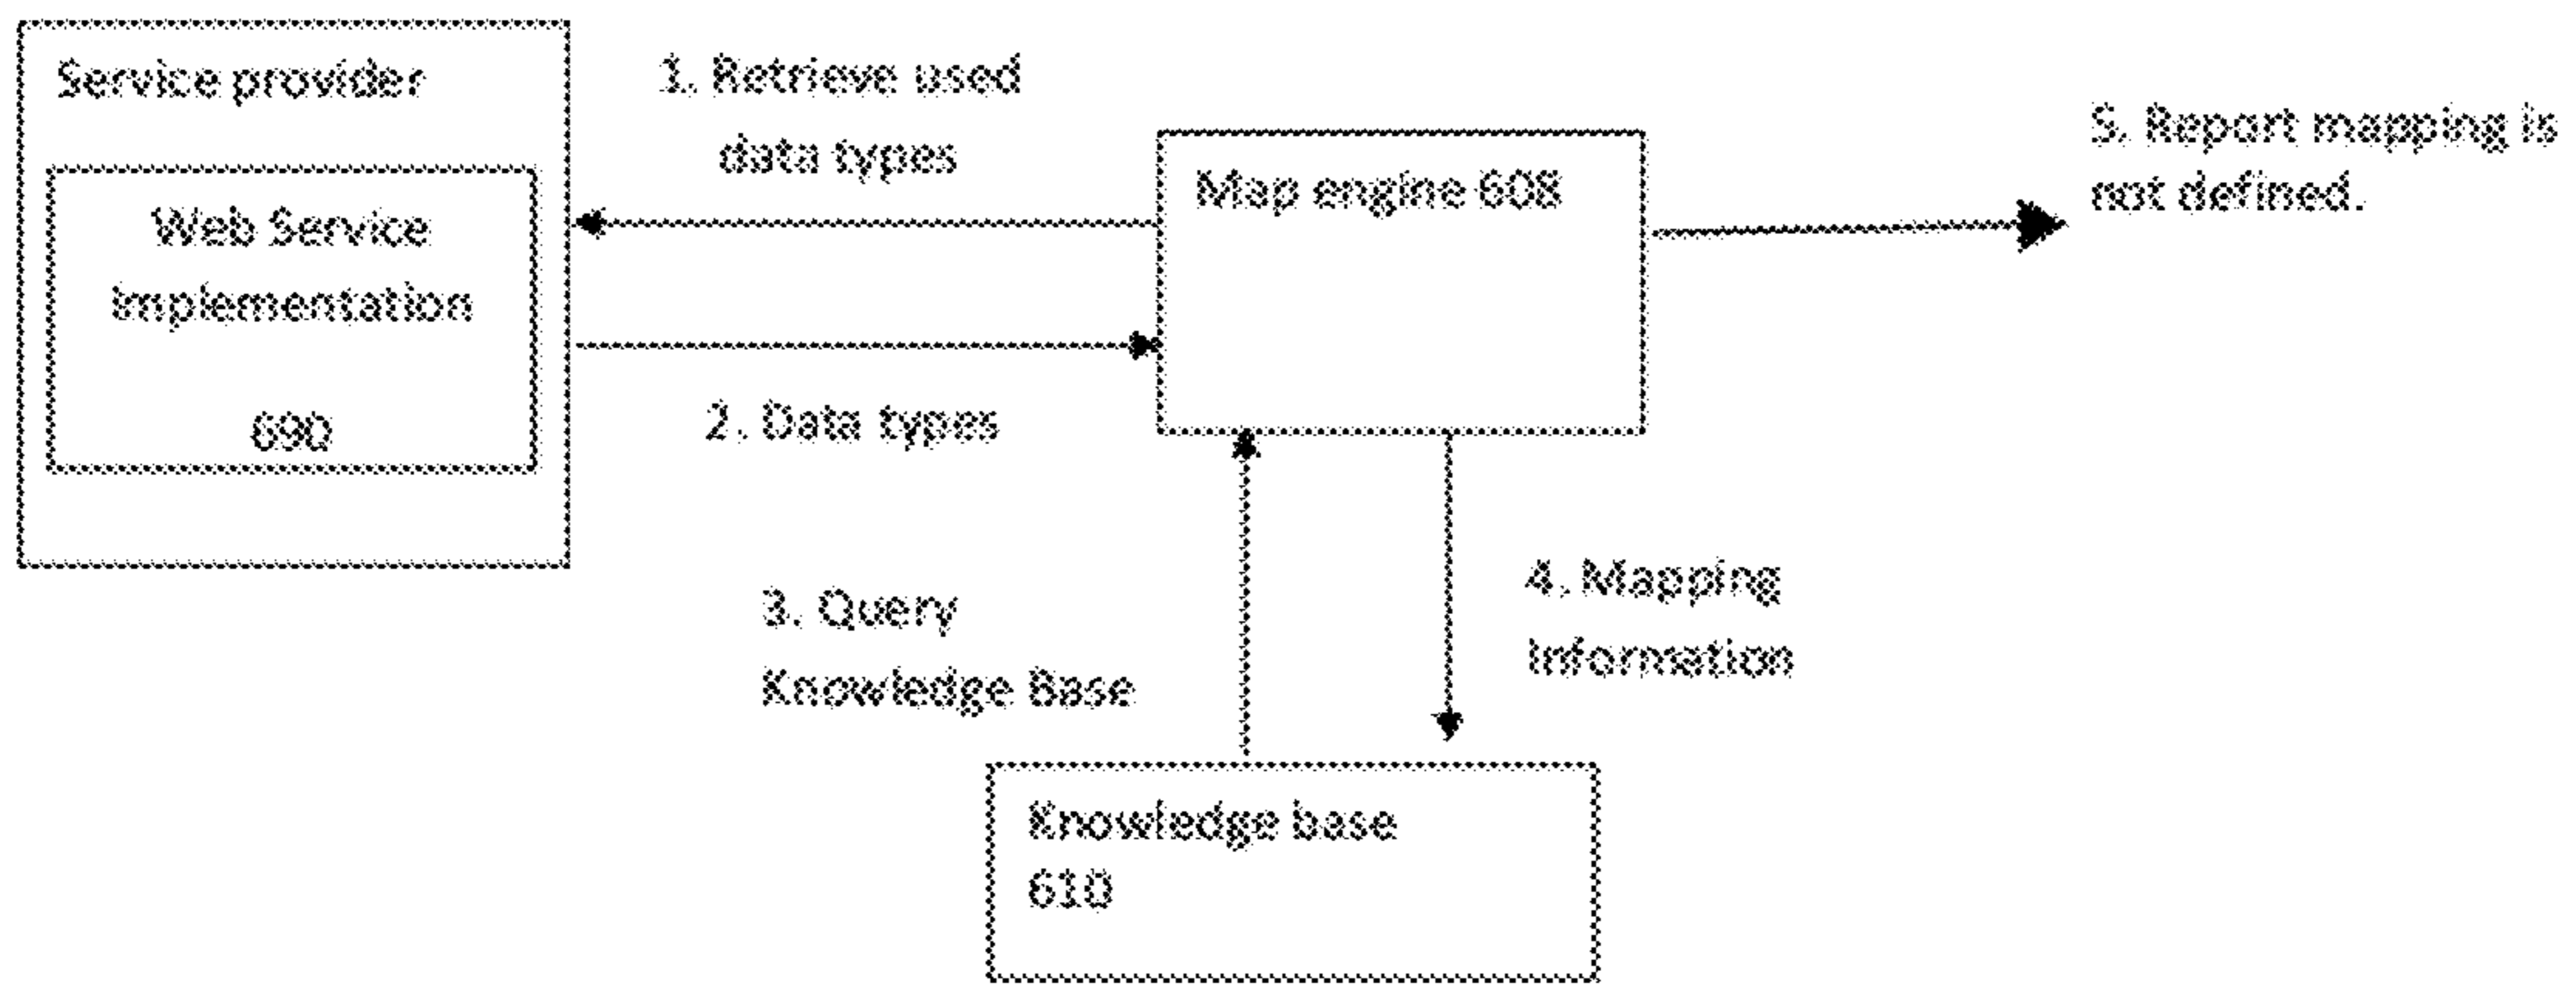 Service provider
Web Service
Implementation
690
1. Retrieve used
data types
2. Data types
Map engine 608
5. Report mapping is
not defined.
3. Query
Knowledge Base
4. Mapping
Information
Knowledge base
610